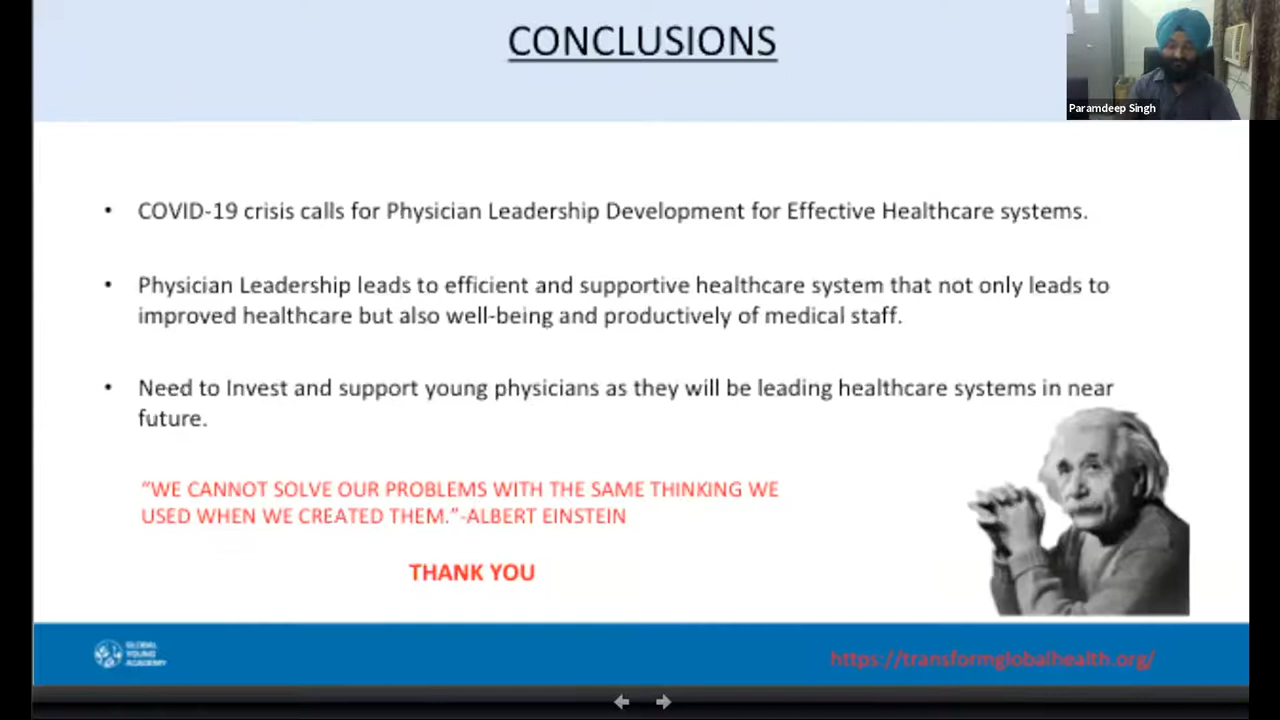 CONCLUSIONS
Paramdeep Singh
• COVID-19 crisis calls for Physician Leadership Development for Effective Healthcare systems.
• Physician Leadership leads to efficient and supportive healthcare system that not only leads to
improved healthcare but also well-being and productively of medical staff.
• Need to Invest and support young physicians as they will be leading healthcare systems in near
future.
“WE CANNOT SOLVE OUR PROBLEMS WITH THE SAME THINKING WE
USED WHEN WE CREATED THEM.”-ALBERT EINSTEIN
THANK YOU
GLOBAL
YOUNG
ACADEMY
https://transformglobalhealth.org/